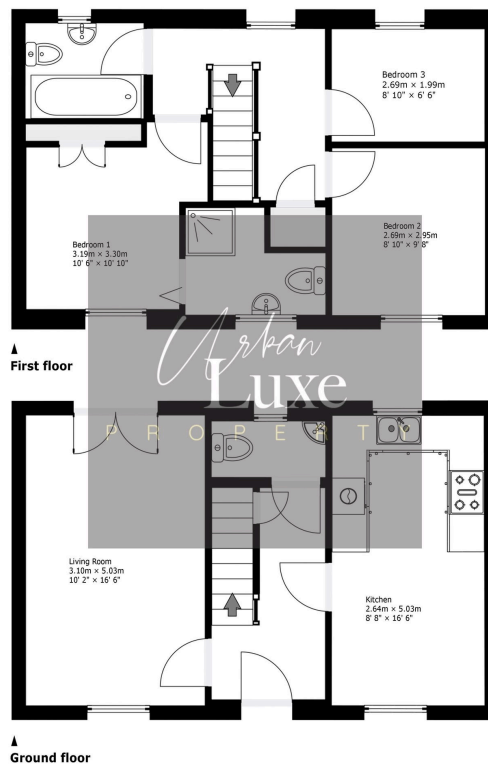 Bedroom 3
2.69m × 1.99m
8' 10" × 6' 6"
Bedroom 1
3.19m × 3.30m
10' 6" × 10' 10"
Bedroom 2
2.69m × 2.95m
8' 10" × 9' 8"
First floor
Urban
Luxe
PROPERTY
Living Room
3.10m × 5.03m
10' 2" × 16' 6"
Kitchen
2.64m × 5.03m
8' 8" × 16' 6"
Ground floor